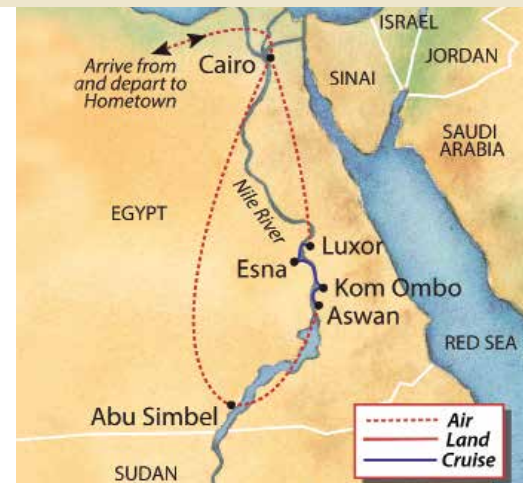 ISRAEL
Arrive from
and depart to
Hometown
Cairo
JORDAN
SINAI
SAUDI
ARABIA
EGYPT
Nile River
Luxor
Esna
Kom Ombo
Aswan
RED SEA
Abu Simbel
Air
Land
Cruise
SUDAN